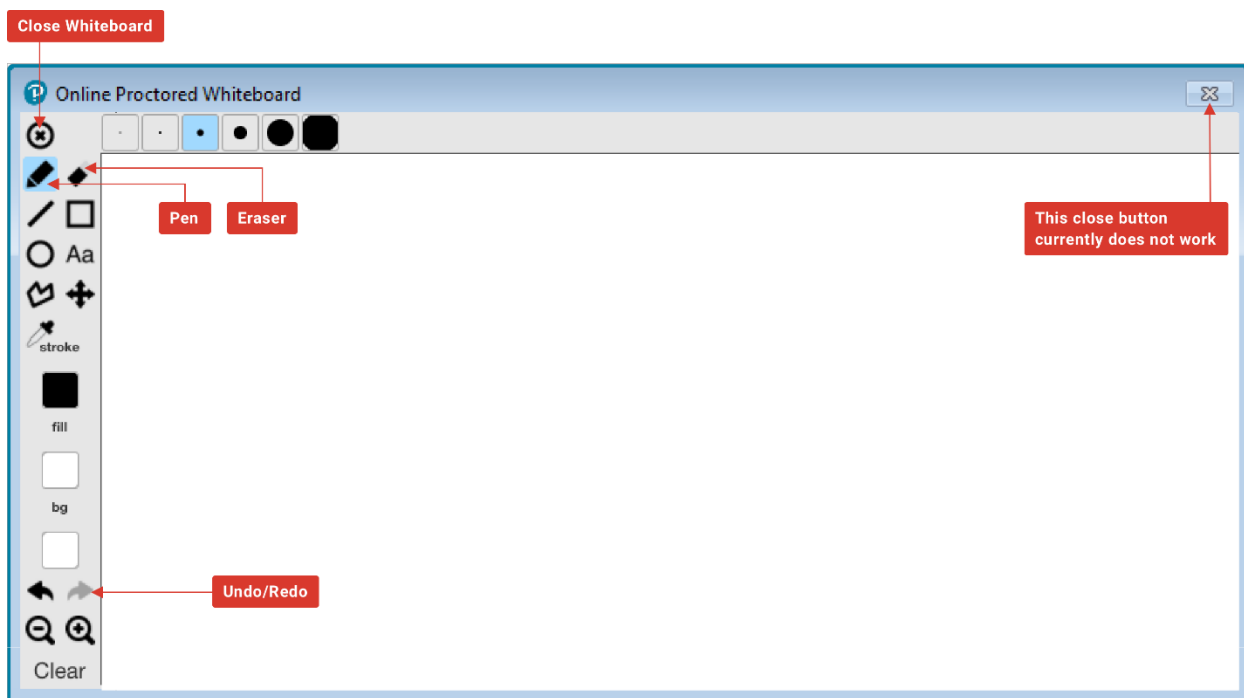 Close Whiteboard
Online Proctored Whiteboard
Pen
Eraser
This close button
currently does not work
Aa
stroke
fill
bg
Undo/Redo
Clear